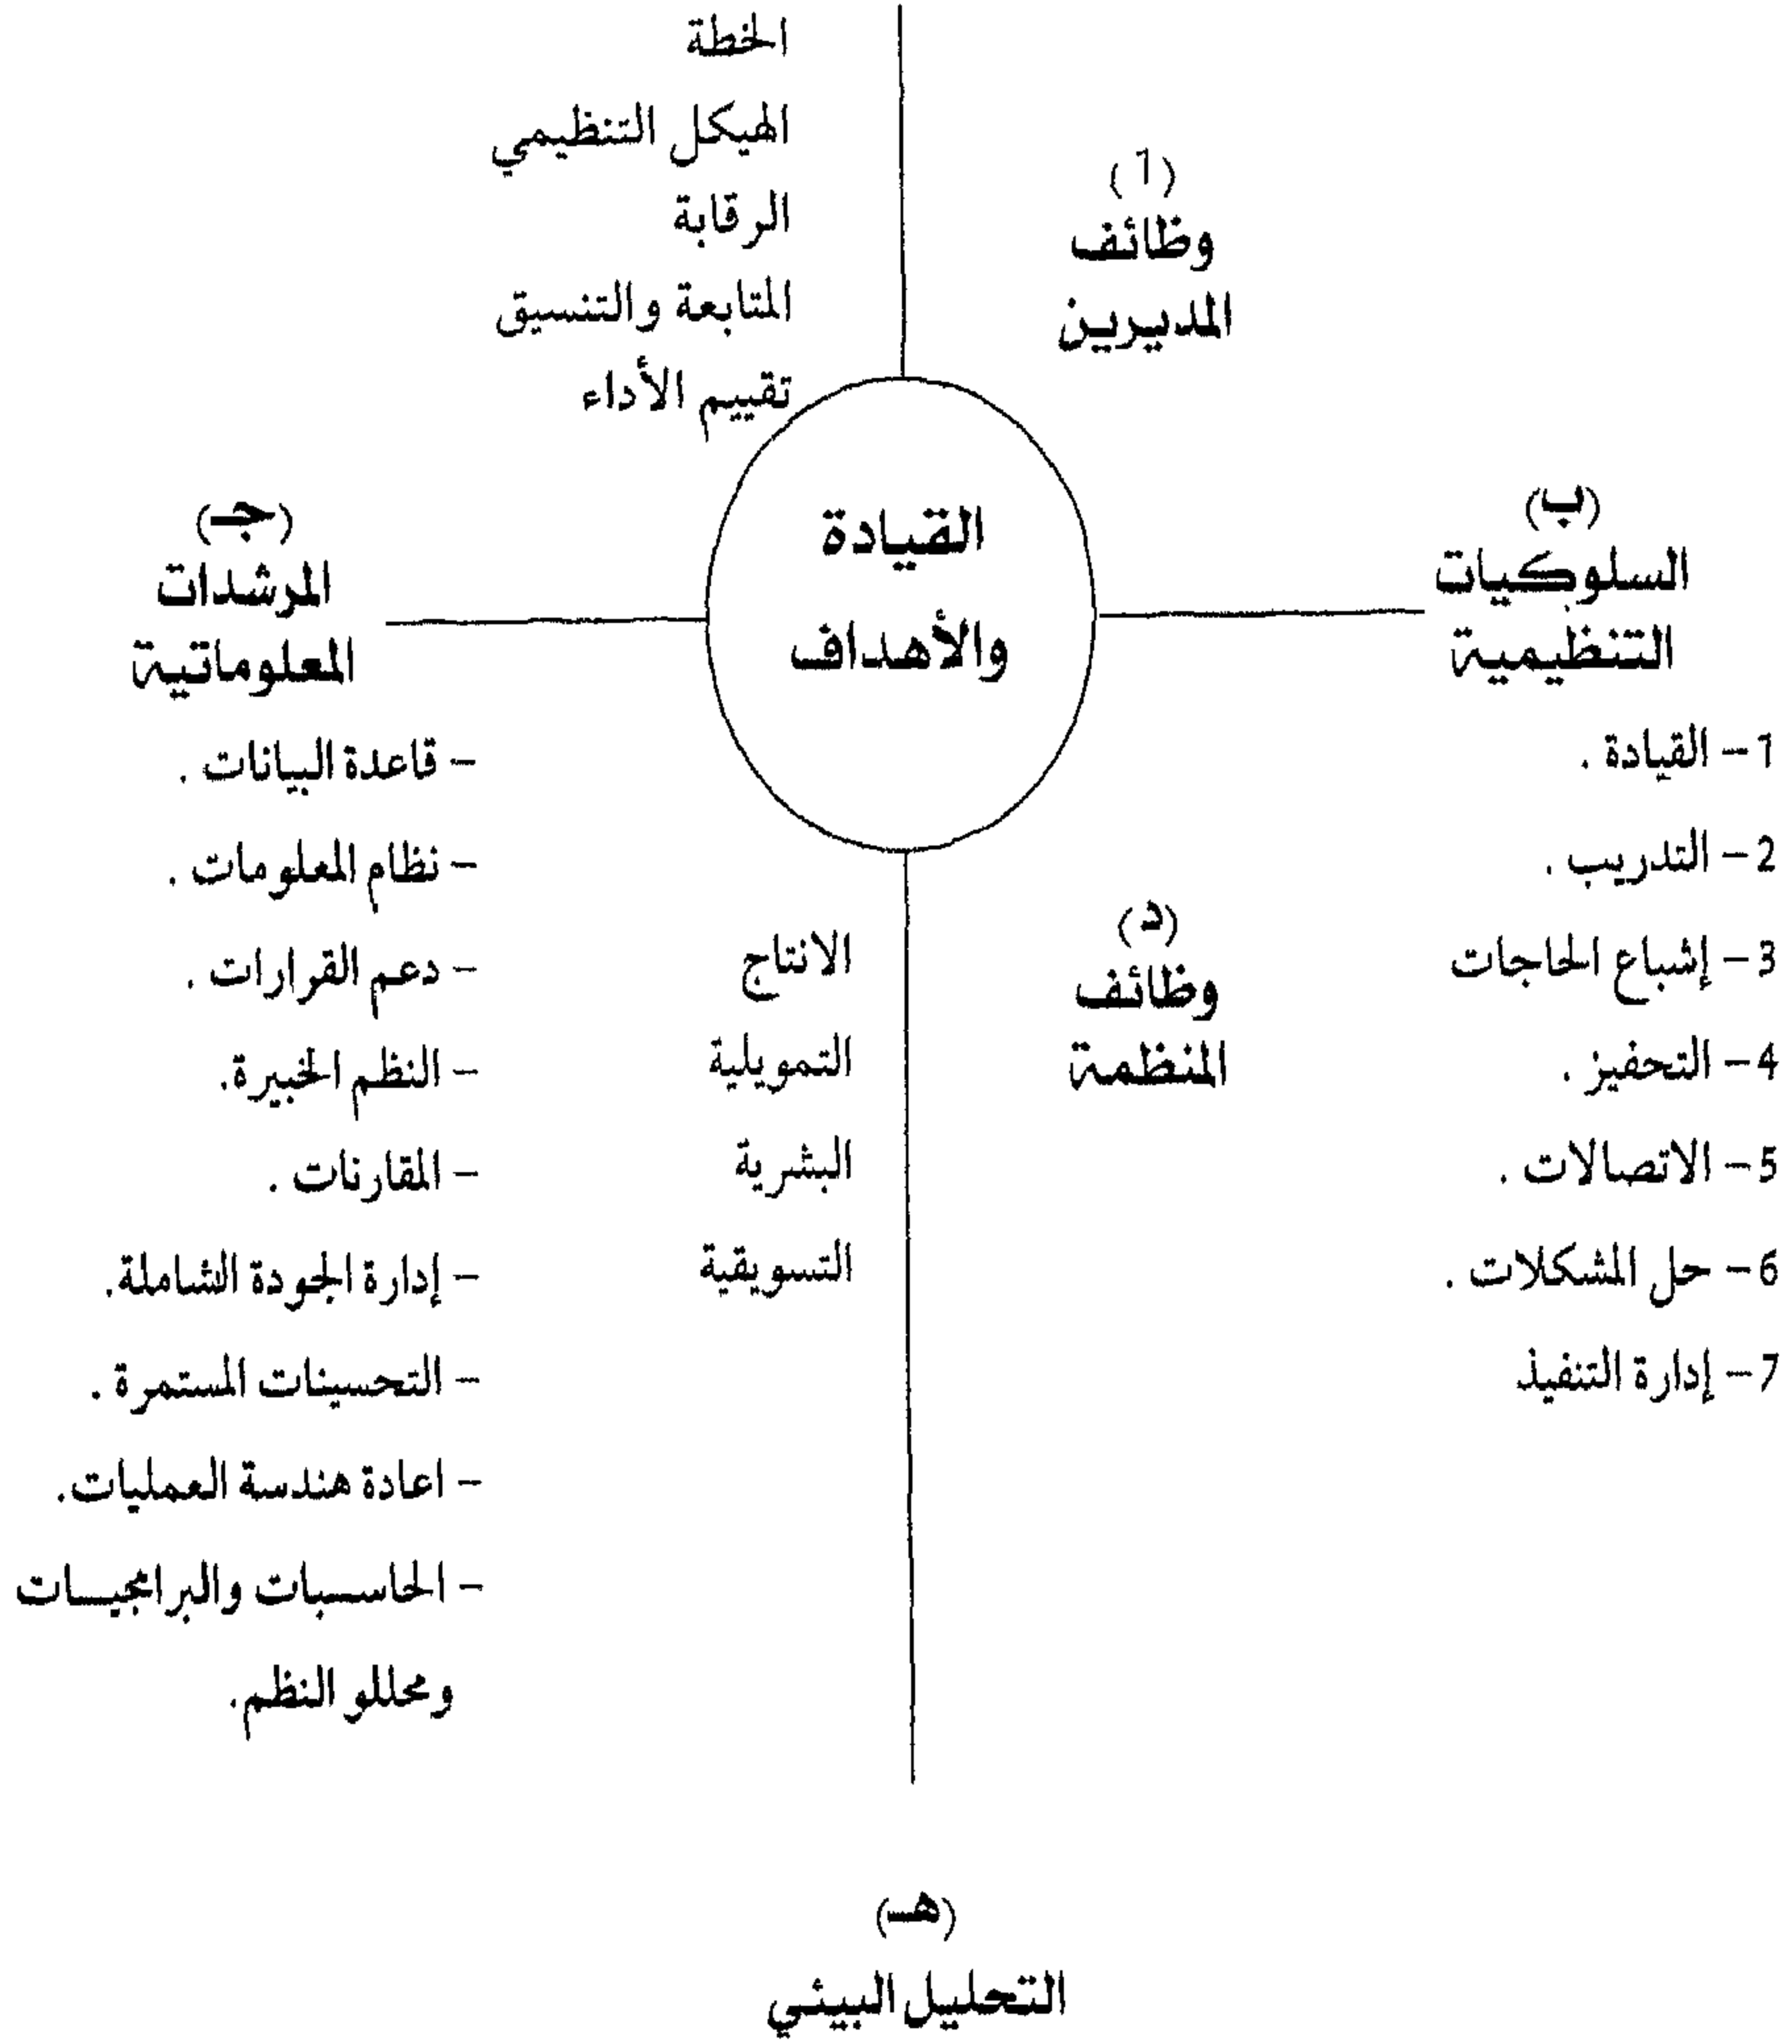 (1)
وظائف
المديرين
الخطة
الهيكل التنظيمي
الرقابة
المتابعة والتنسيق
تقييم الأداء
القيادة
والأهداف
(ب)
السلوكيات
التنظيمية
1- القيادة .
2- التدريب .
3- إشباع الحاجات
4- التحفيز .
5- الاتصالات .
6- حل المشكلات .
7- إدارة التنفيذ
(جـ)
المرشدات
المعلوماتية
- قاعدة البيانات .
- نظام المعلومات .
- دعم القرارات .
- النظم الخبيرة.
- المقارنات .
- إدارة الجودة الشاملة.
- التحسينات المستمرة .
- اعادة هندسة العمليات.
- الحاسبات والبرامجيات
ومحللو النظم.
(د)
وظائف
المنظمة
الانتاج
التمويلية
البشرية
التسويقية
(هـ)
التحليل البيئي